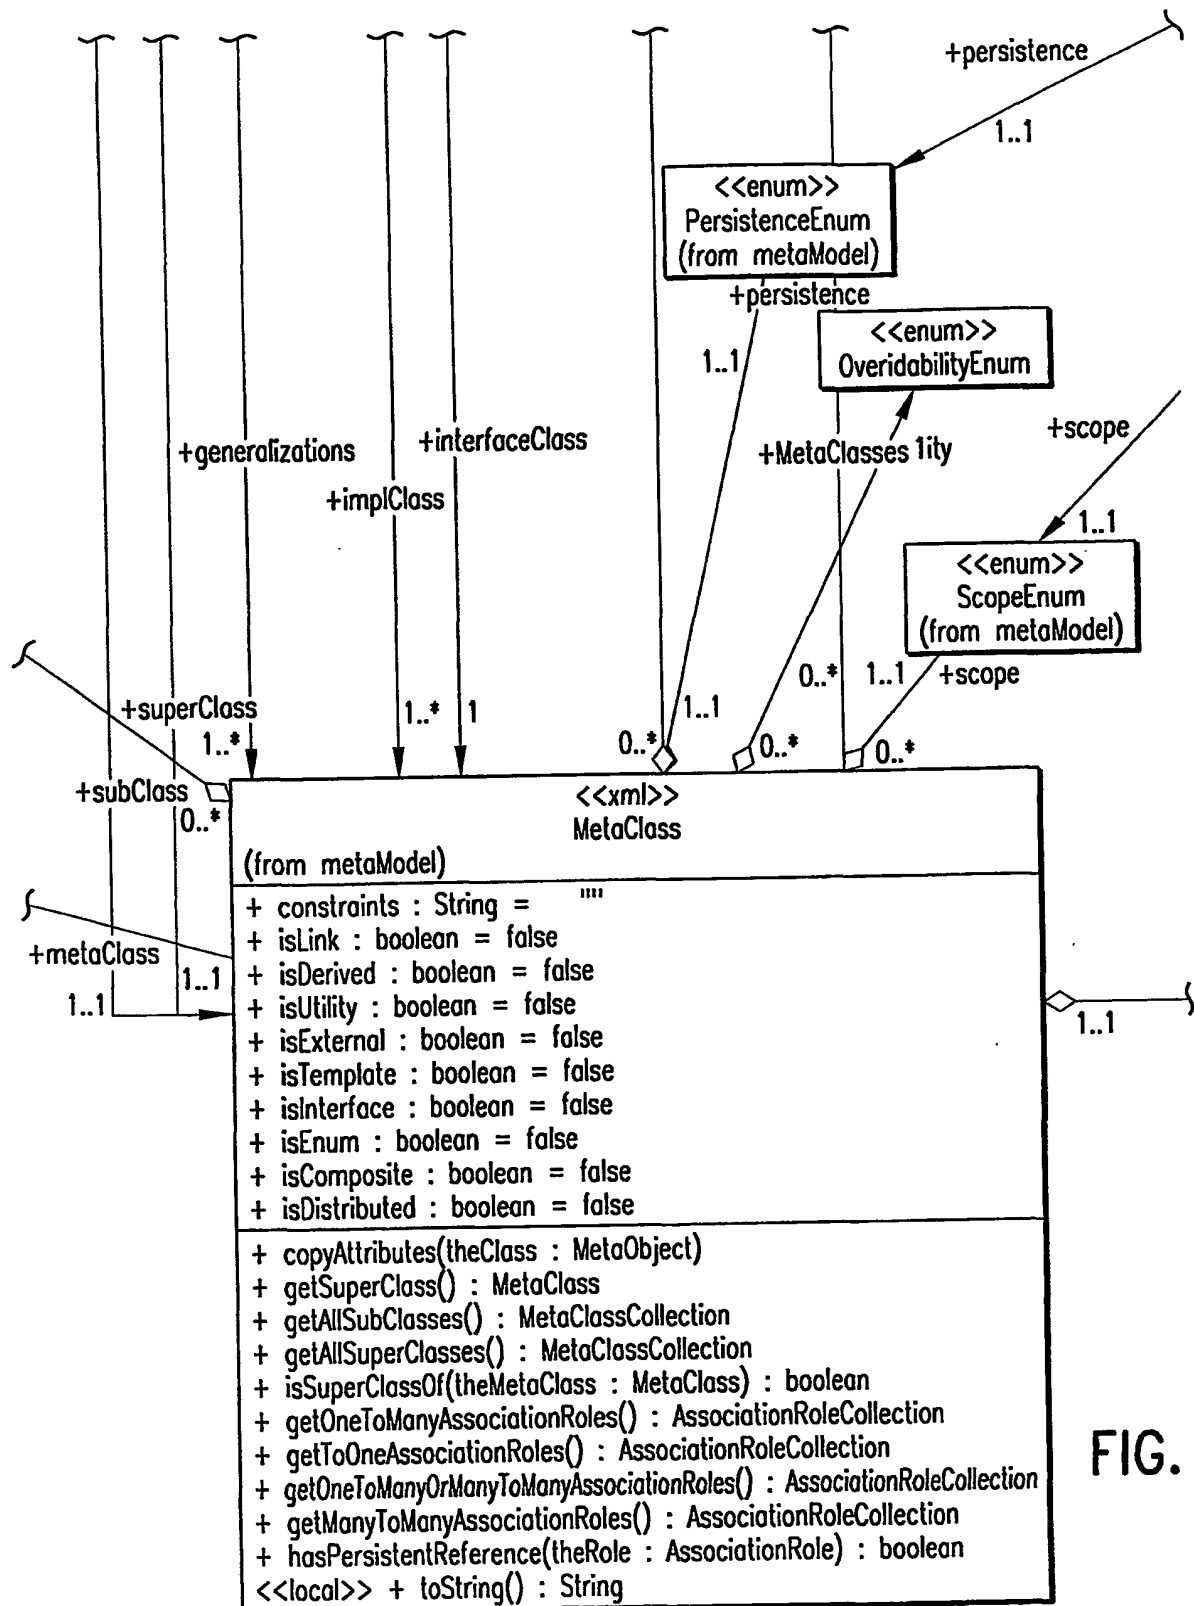 +persistence
1..1
<<enum>>
PersistenceEnum
(from metaModel)
+persistence
1..1
<<enum>>
OveridabilityEnum
+generalizations
+interfaceClass
+implClass
+MetaClasses 1ity
+scope
1..1
<<enum>>
ScopeEnum
(from metaModel)
+scope
+superClass
1..*
1..*
1
0..*
1..1
0..*
0..*
1..1
0..*
+subClass
0..*
<<xml>>
MetaClass
(from metaModel)
+ constraints : String = ""
+ isLink : boolean = false
+metaClass
+ isDerived : boolean = false
1..1
1..1
+ isUtility : boolean = false
1..1
+ isExternal : boolean = false
+ isTemplate : boolean = false
+ isInterface : boolean = false
+ isEnum : boolean = false
+ isComposite : boolean = false
+ isDistributed : boolean = false
+ copyAttributes(theClass : MetaObject)
+ getSuperClass() : MetaClass
+ getAllSubClasses() : MetaClassCollection
+ getAllSuperClasses() : MetaClassCollection
+ isSuperClassOf(theMetaClass : MetaClass) : boolean
+ getOneToManyAssociationRoles() : AssociationRoleCollection
+ getToOneAssociationRoles() : AssociationRoleCollection
+ getOneToManyOrManyToManyAssociationRoles() : AssociationRoleCollection
+ getManyToManyAssociationRoles() : AssociationRoleCollection
+ hasPersistentReference(theRole : AssociationRole) : boolean
<<local>> + toString() : String
FIG.